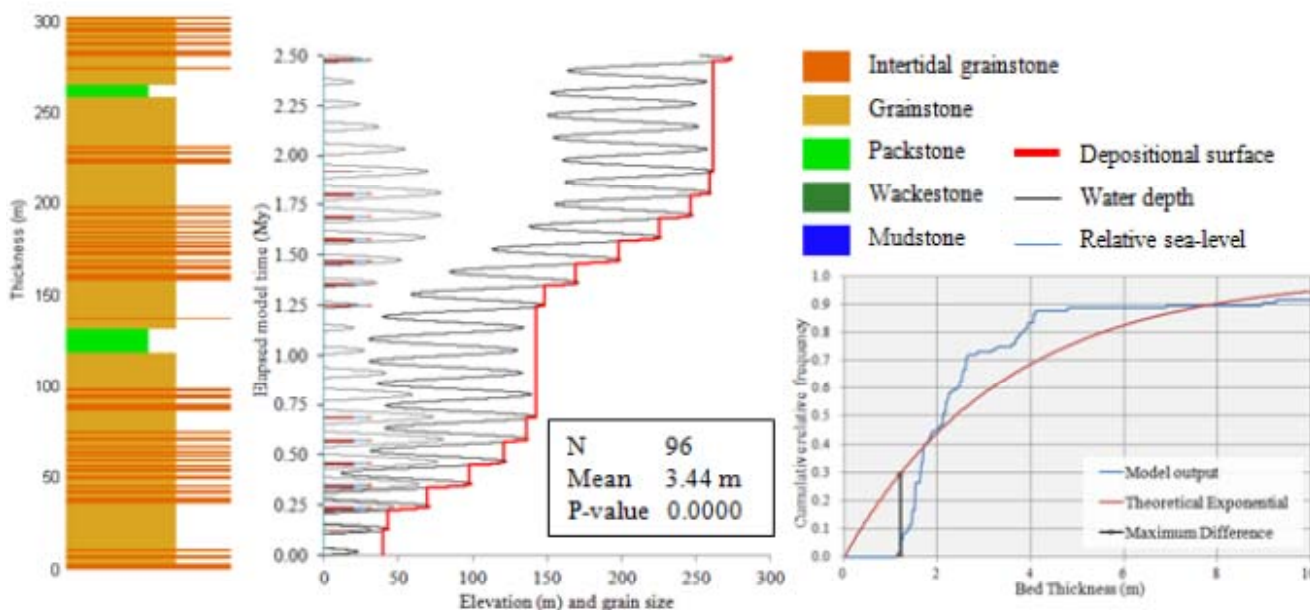 300
250
200
150
100
50
0
Thickness (m)
2.50
2.25
2.00
1.75
1.50
1.25
1.00
0.75
0.50
0.25
0.00
Elapsed model time (My)
0 50 100 150 200 250 300
Elevation (m) and grain size
N 96
Mean 3.44 m
P-value 0.0000
Intertidal grainstone
Grainstone
Packstone
Wackestone
Mudstone
Depositional surface
Water depth
Relative sea-level
1.0
0.9
0.8
0.7
0.6
0.5
0.4
0.3
0.2
0.1
0.0
Cumulative relative frequency
Model output
Theoretical Exponential
Maximum Difference
0 2 4 6 8 10
Bed Thickness (m)